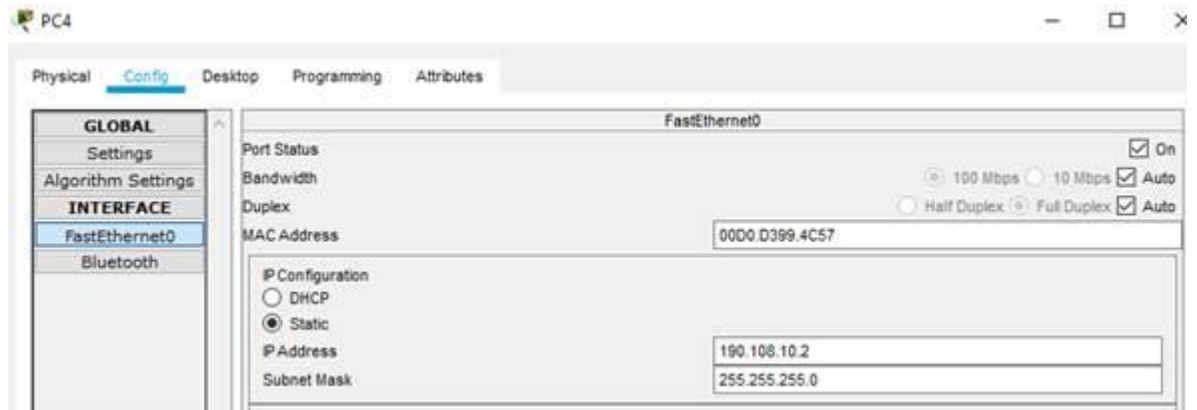 PC4
Physical Config Desktop Programming Attributes
GLOBAL
Settings
Algorithm Settings
INTERFACE
FastEthernet0
Bluetooth
FastEthernet0
Port Status On
Bandwidth 100 Mbps 10 Mbps Auto
Duplex Half Duplex Full Duplex Auto
MAC Address 00D0.D399.4C57
IP Configuration
DHCP
Static
IP Address 190.108.10.2
Subnet Mask 255.255.255.0